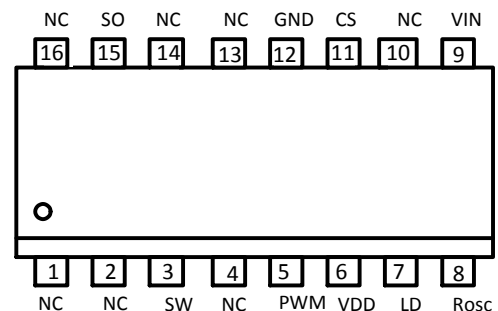 NC SO NC NC GND CS NC VIN
16 15 14 13 12 11 10 9
1 2 3 4 5 6 7 8
NC NC SW NC PWM VDD LD Rosc